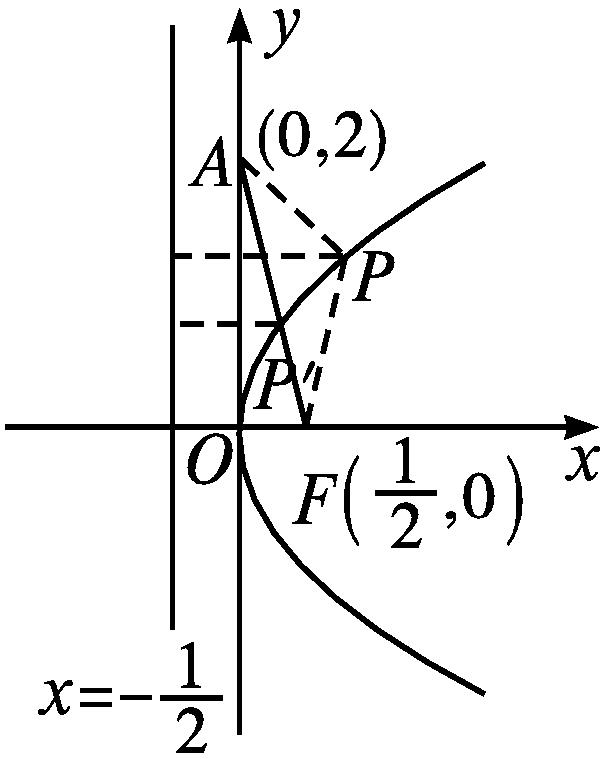 y
A (0,2)
P
P′
O
x
F(1/2,0)
x=-1/2